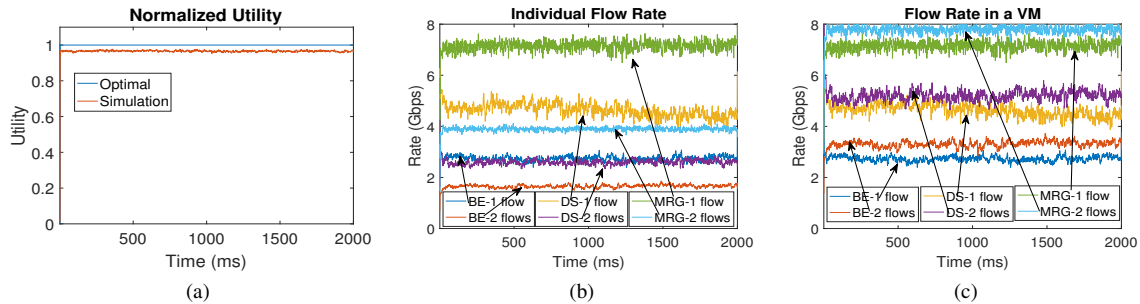 Normalized Utility
Utility
1
0.8
0.6
0.4
0.2
0
Optimal
Simulation
500
1000
1500
2000
Time (ms)
(a)
Individual Flow Rate
Rate (Gbps)
8
6
4
2
0
BE-1 flow
BE-2 flows
DS-1 flow
DS-2 flows
MRG-1 flow
MRG-2 flows
500
1000
1500
2000
Time (ms)
(b)
Flow Rate in a VM
Rate (Gbps)
8
6
4
2
0
BE-1 flow
BE-2 flows
DS-1 flow
DS-2 flows
MRG-1 flow
MRG-2 flows
500
1000
1500
2000
Time (ms)
(c)